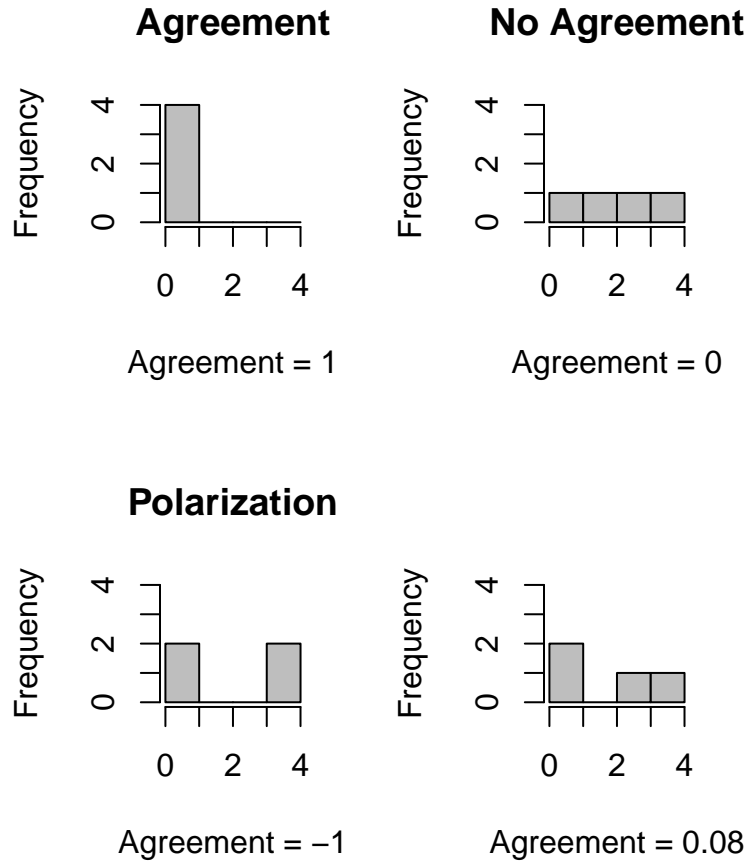 Agreement
Frequency
0 2 4
0 2 4
Agreement = 1
No Agreement
Frequency
0 2 4
0 2 4
Agreement = 0
Polarization
Frequency
0 2 4
0 2 4
Agreement = −1
Frequency
0 2 4
0 2 4
Agreement = 0.08